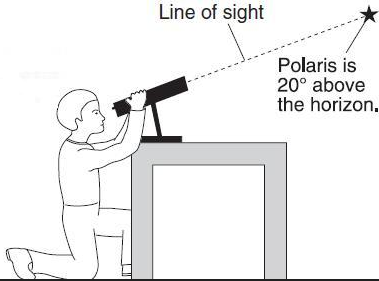 Line of sight
Polaris is
20° above
the horizon.